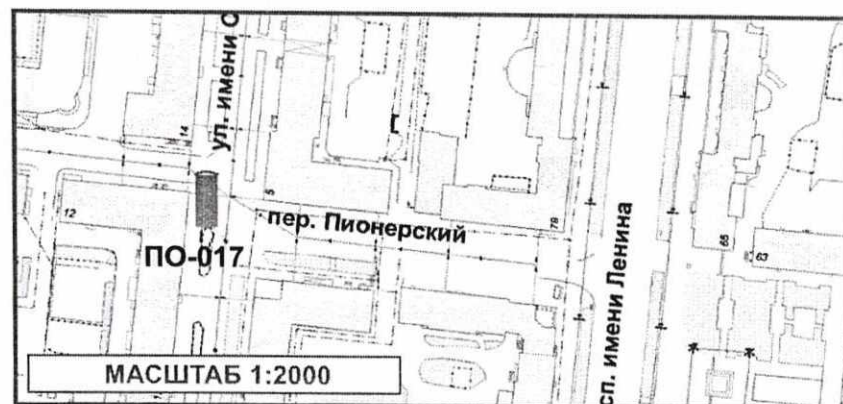 ул. имени С
14
5
12
пер. Пионерский
ПО-017
78
65
63
сп. имени Ленина
МАСШТАБ 1:2000